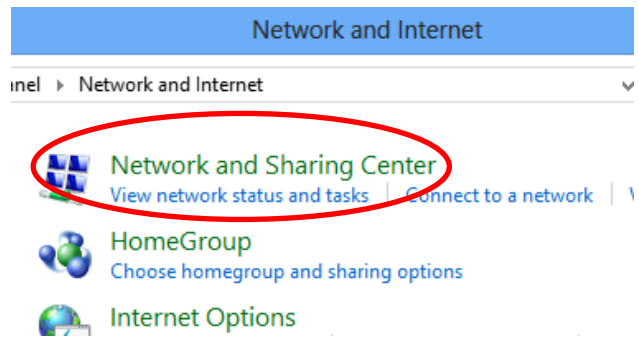 Network and Internet
nel ▸ Network and Internet
Network and Sharing Center
View network status and tasks | Connect to a network |
HomeGroup
Choose homegroup and sharing options
Internet Options